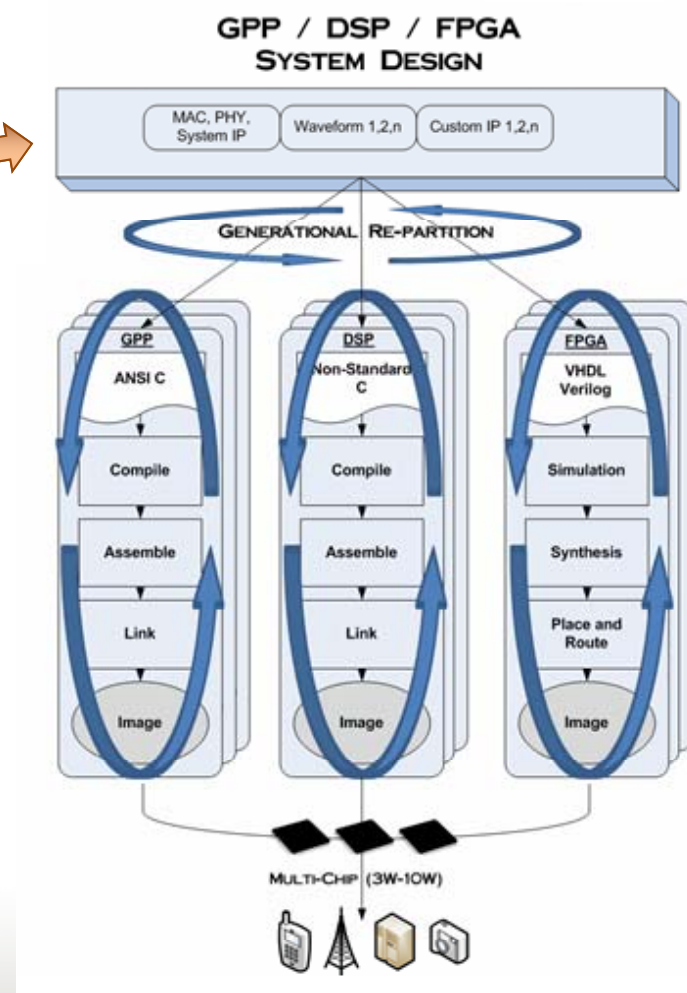 GPP / DSP / FPGA
SYSTEM DESIGN
MAC, PHY,
System IP
Waveform 1,2,n
Custom IP 1,2,n
GENERATIONAL RE-PARTITION
GPP
ANSI C
Compile
Assemble
Link
Image
DSP
Non-Standard
C
Compile
Assemble
Link
Image
FPGA
VHDL
Verilog
Simulation
Synthesis
Place and
Route
Image
MULTI-CHIP (3W-10W)